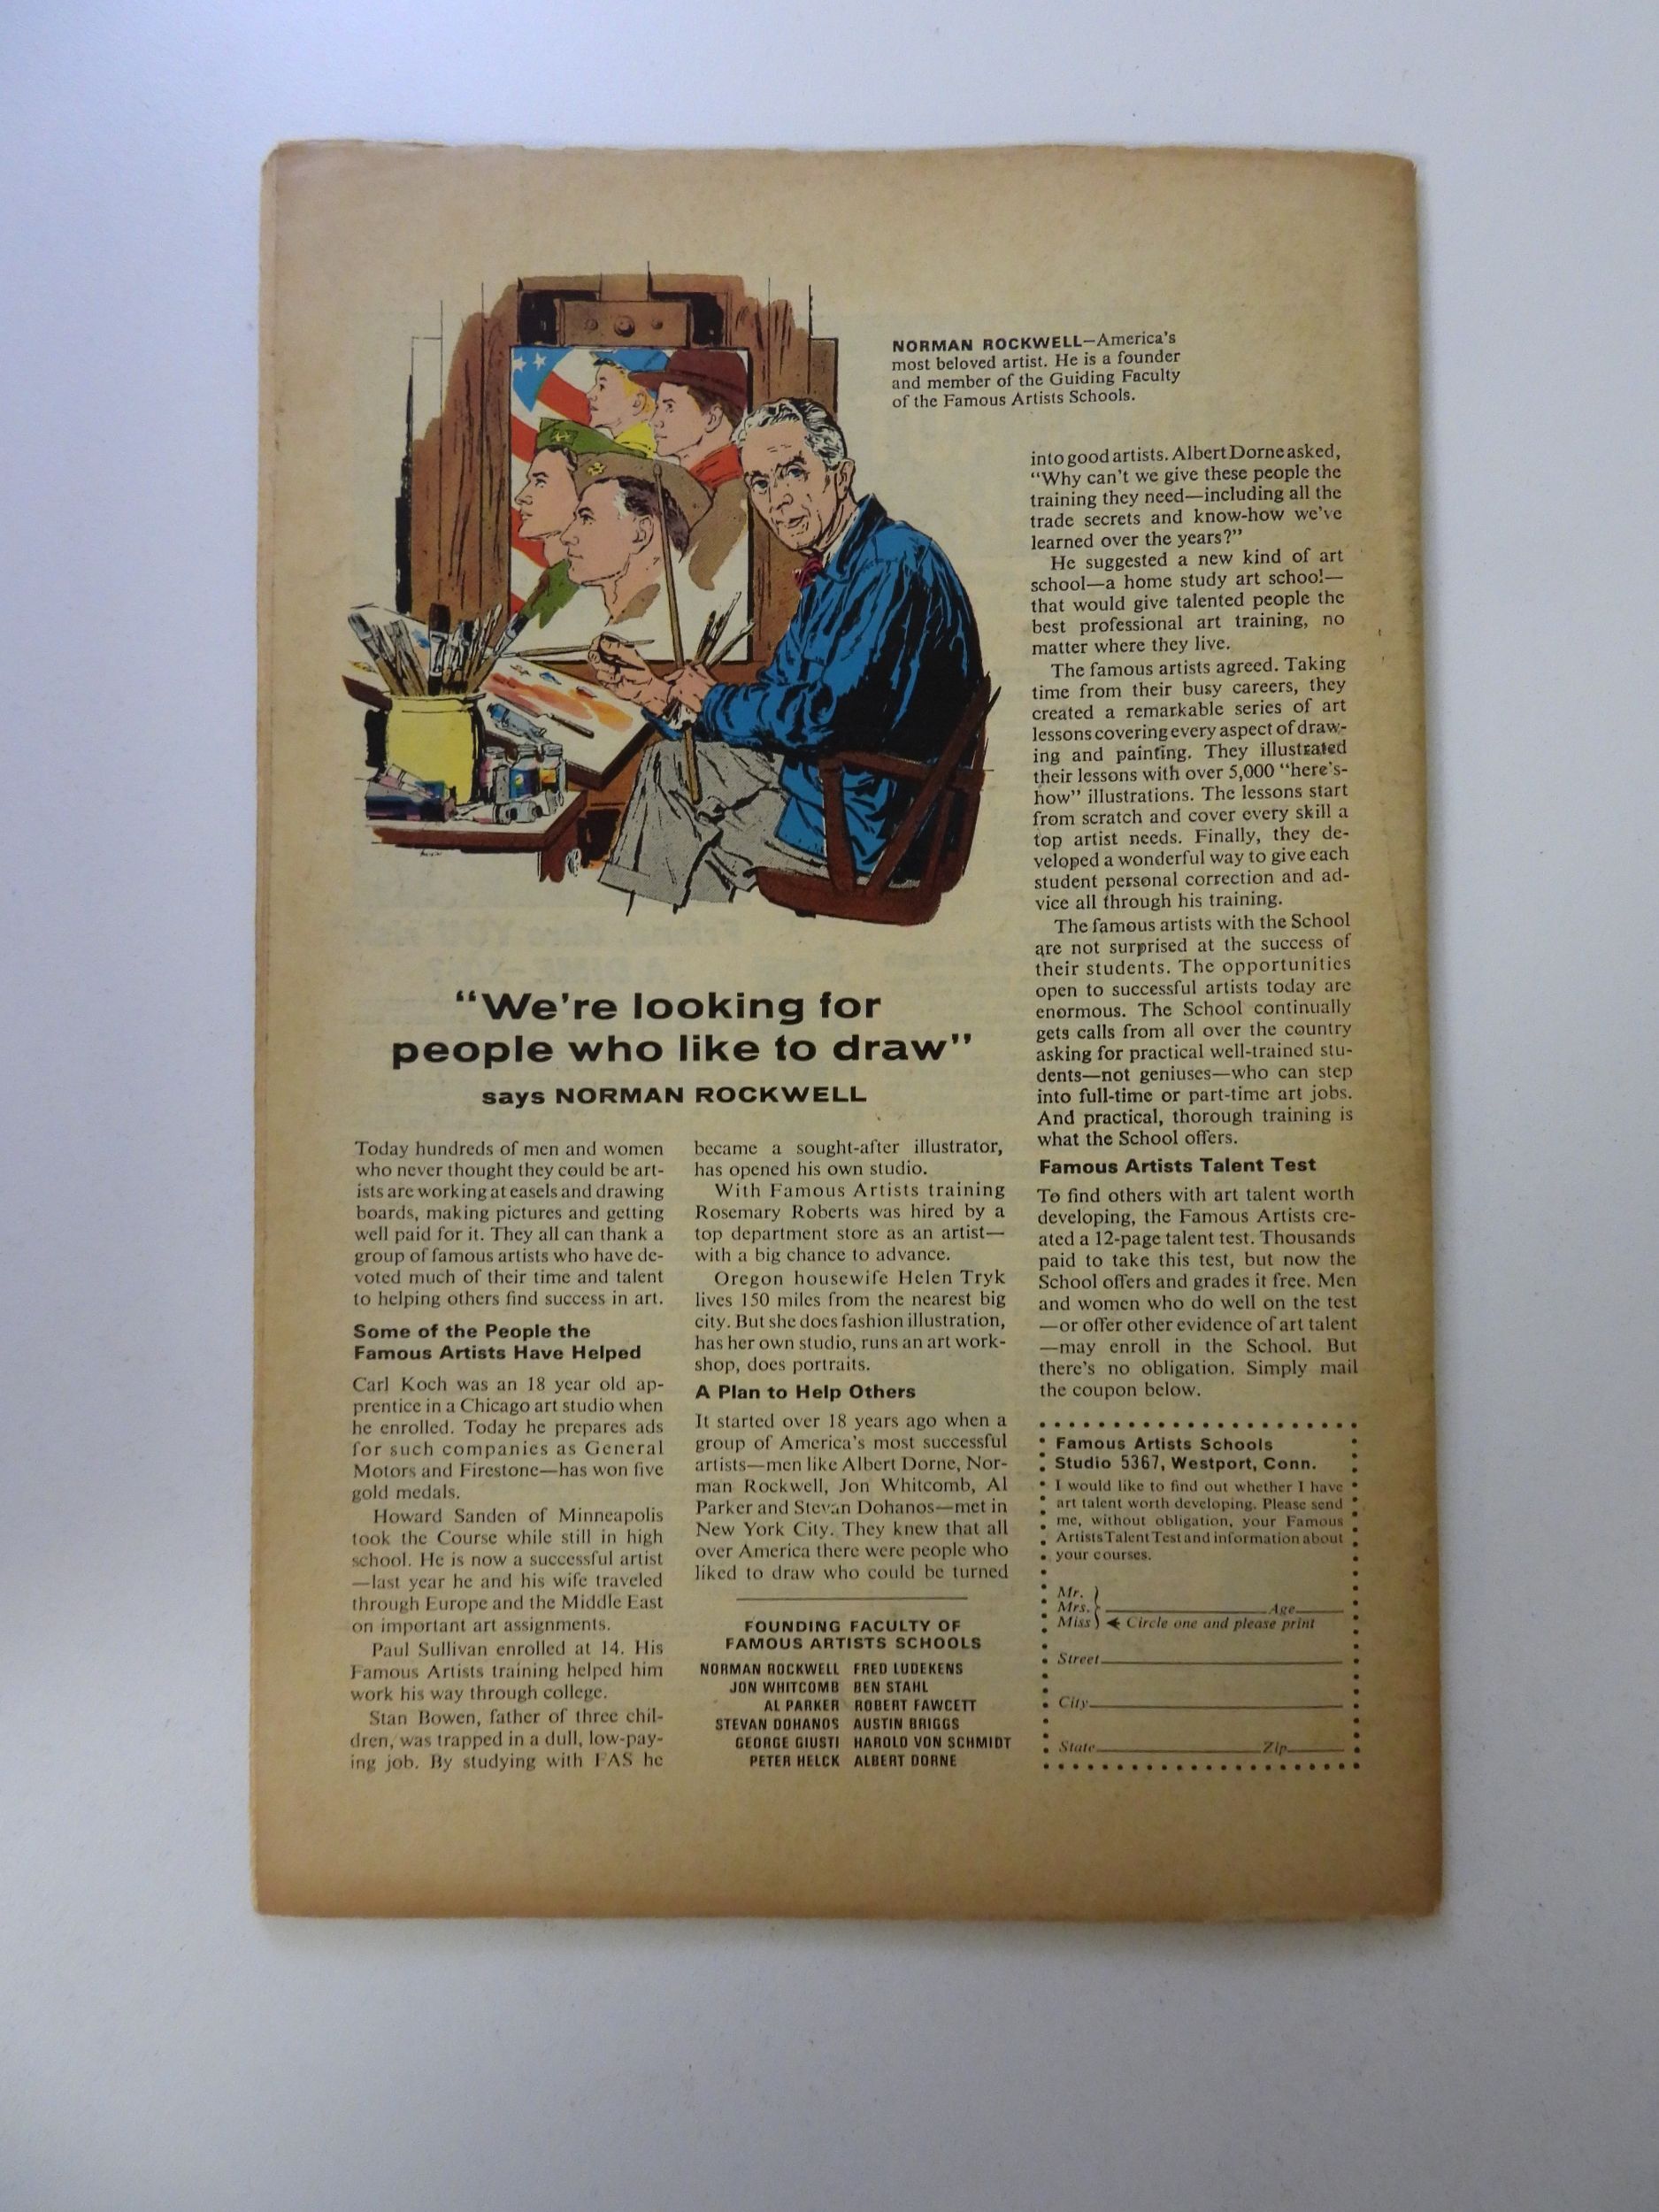 NORMAN ROCKWELL—America's
most beloved artist. He is a founder
and member of the Guiding Faculty
of the Famous Artists Schools.
“We're looking for
people who like to draw”
says NORMAN ROCKWELL
Today hundreds of men and women
who never thought they could be art-
ists are working at easels and drawing
boards, making pictures and getting
well paid for it. They all can thank a
group of famous artists who have de-
voted much of their time and talent
to helping others find success in art.
Some of the People the
Famous Artists Have Helped
Carl Koch was an 18 year old ap-
prentice in a Chicago art studio when
he enrolled. Today he prepares ads
for such companies as General
Motors and Firestone—has won five
gold medals.
Howard Sanden of Minneapolis
took the Course while still in high
school. He is now a successful artist
—last year he and his wife traveled
through Europe and the Middle East
on important art assignments.
Paul Sullivan enrolled at 14. His
Famous Artists training helped him
work his way through college.
Stan Bowen, father of three chil-
dren, was trapped in a dull, low-pay-
ing job. By studying with FAS he
became a sought-after illustrator,
has opened his own studio.
With Famous Artists training
Rosemary Roberts was hired by a
top department store as an artist—
with a big chance to advance.
Oregon housewife Helen Tryk
lives 150 miles from the nearest big
city. But she does fashion illustration,
has her own studio, runs an art work-
shop, does portraits.
A Plan to Help Others
It started over 18 years ago when a
group of America's most successful
artists—men like Albert Dorne, Nor-
man Rockwell, Jon Whitcomb, Al
Parker and Stevan Dohanos—met in
New York City. They knew that all
over America there were people who
liked to draw who could be turned
FOUNDING FACULTY OF
FAMOUS ARTISTS SCHOOLS
NORMAN ROCKWELL FRED LUDEKENS
JON WHITCOMB BEN STAHL
AL PARKER ROBERT FAWCETT
STEVAN DOHANOS AUSTIN BRIGGS
GEORGE GIUSTI HAROLD VON SCHMIDT
PETER HELCK ALBERT DORNE
into good artists. Albert Dorne asked,
“Why can't we give these people the
training they need—including all the
trade secrets and know-how we've
learned over the years?”
He suggested a new kind of art
school—a home study art school—
that would give talented people the
best professional art training, no
matter where they live.
The famous artists agreed. Taking
time from their busy careers, they
created a remarkable series of art
lessons covering every aspect of draw-
ing and painting. They illustrated
their lessons with over 5,000 “here's-
how” illustrations. The lessons start
from scratch and cover every skill a
top artist needs. Finally, they de-
veloped a wonderful way to give each
student personal correction and ad-
vice all through his training.
The famous artists with the School
are not surprised at the success of
their students. The opportunities
open to successful artists today are
enormous. The School continually
gets calls from all over the country
asking for practical well-trained stu-
dents—not geniuses—who can step
into full-time or part-time art jobs.
And practical, thorough training is
what the School offers.
Famous Artists Talent Test
To find others with art talent worth
developing, the Famous Artists cre-
ated a 12-page talent test. Thousands
paid to take this test, but now the
School offers and grades it free. Men
and women who do well on the test
—or offer other evidence of art talent
—may enroll in the School. But
there's no obligation. Simply mail
the coupon below.
Famous Artists Schools
Studio 5367, Westport, Conn.
I would like to find out whether I have
art talent worth developing. Please send
me, without obligation, your Famous
Artists Talent Test and information about
your courses.
Mr.
Mrs. Age
Miss Circle one and please print
Street
City
State Zip